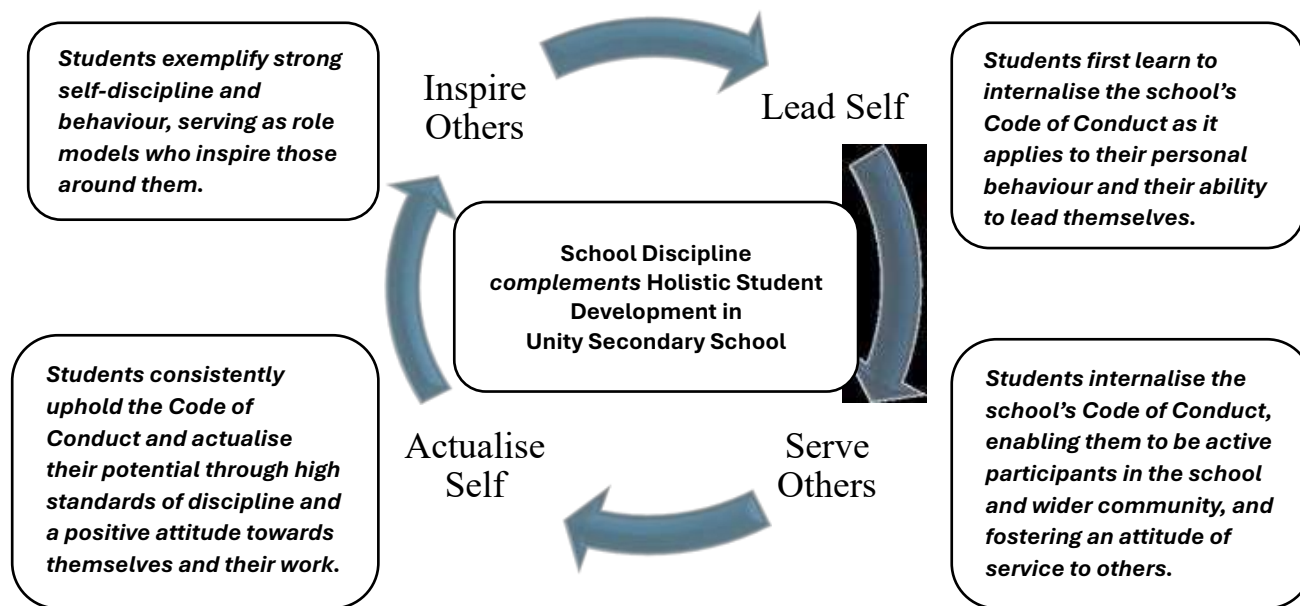 Students exemplify strong
self-discipline and
behaviour, serving as role
models who inspire those
around them.
Inspire
Others
Lead Self
Students first learn to
internalise the school’s
Code of Conduct as it
applies to their personal
behaviour and their ability
to lead themselves.
School Discipline
complements Holistic Student
Development in
Unity Secondary School
Students consistently
uphold the Code of
Conduct and actualise
their potential through high
standards of discipline and
a positive attitude towards
themselves and their work.
Actualise
Self
Serve
Others
Students internalise the
school’s Code of Conduct,
enabling them to be active
participants in the school
and wider community, and
fostering an attitude of
service to others.